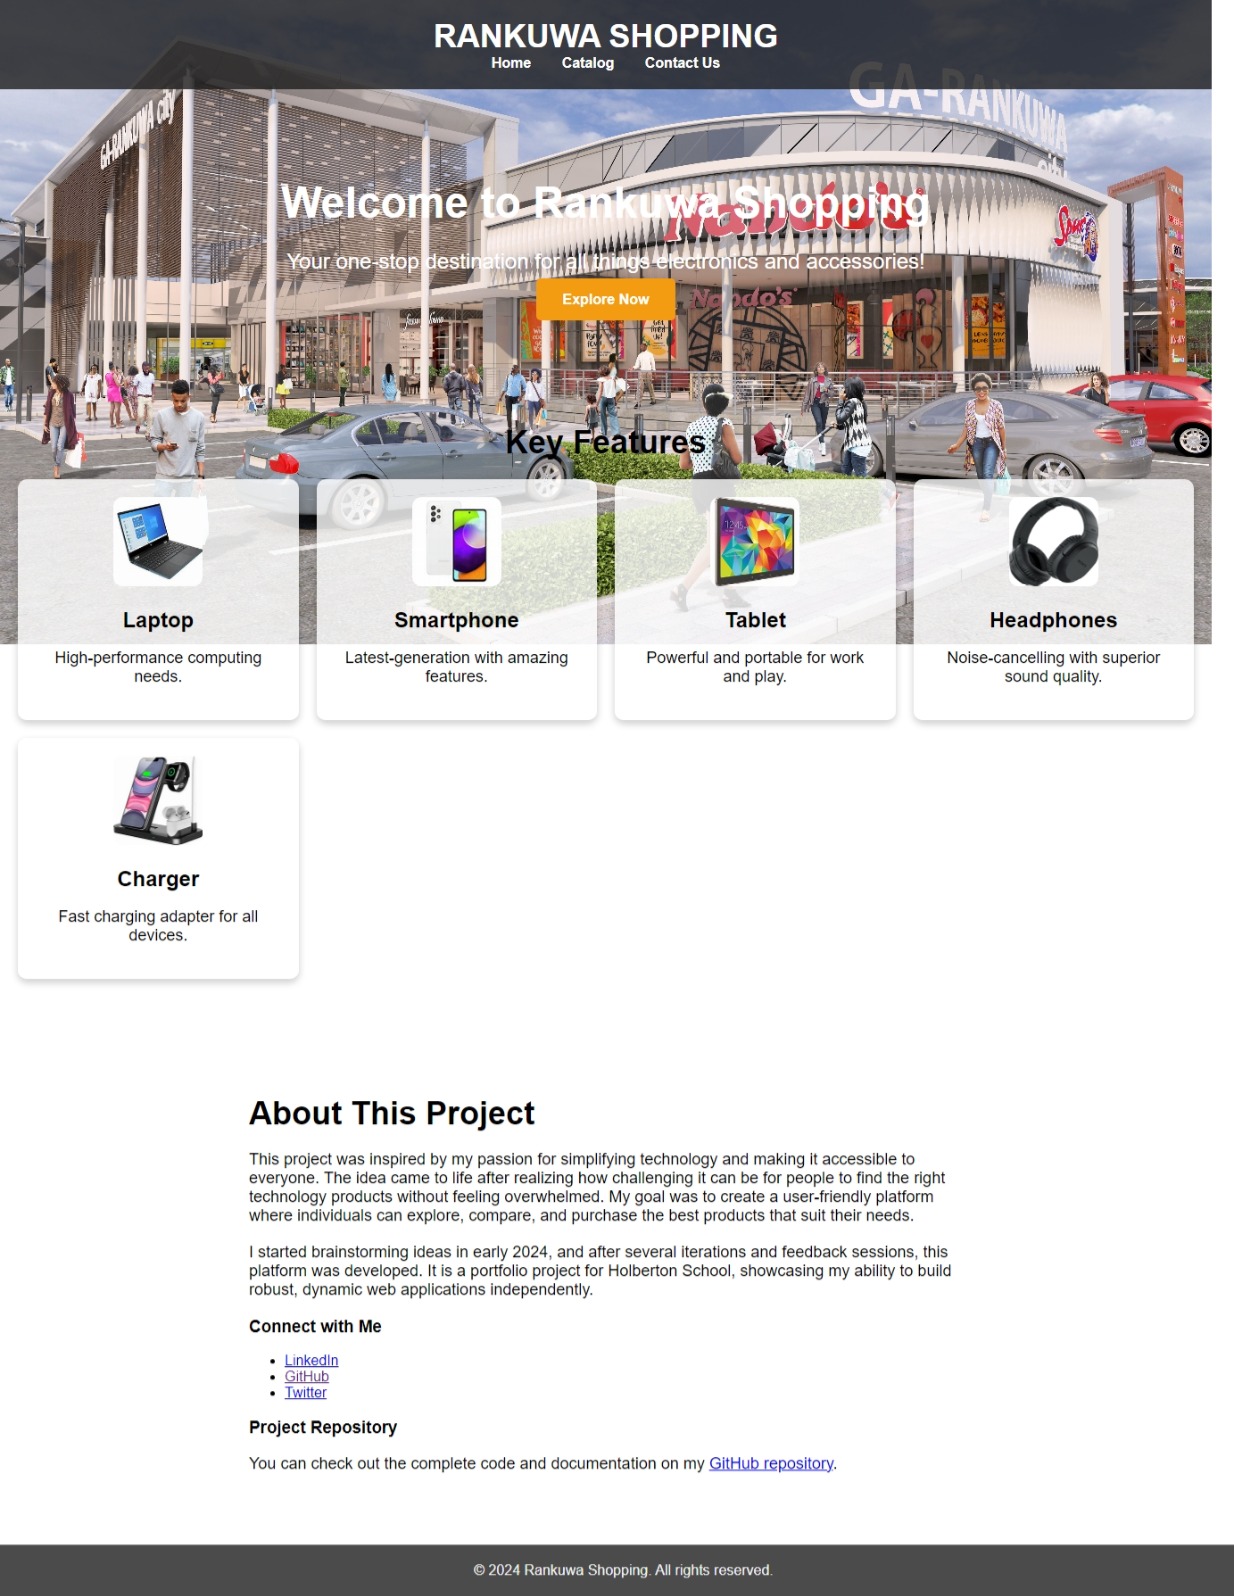 RANKUWA SHOPPING
Home Catalog Contact Us
GA-RANKUWA city
GA-RANKUWA
city
Welcome to Rankuwa Shopping
Nando's
Spur
Your one-stop destination for all things electronics and accessories!
Explore Now
Nando's
Key Features
Laptop
High-performance computing
needs.
Smartphone
Latest-generation with amazing
features.
Tablet
Powerful and portable for work
and play.
Headphones
Noise-cancelling with superior
sound quality.
Charger
Fast charging adapter for all
devices.
About This Project
This project was inspired by my passion for simplifying technology and making it accessible to
everyone. The idea came to life after realizing how challenging it can be for people to find the right
technology products without feeling overwhelmed. My goal was to create a user-friendly platform
where individuals can explore, compare, and purchase the best products that suit their needs.
I started brainstorming ideas in early 2024, and after several iterations and feedback sessions, this
platform was developed. It is a portfolio project for Holberton School, showcasing my ability to build
robust, dynamic web applications independently.
Connect with Me
LinkedIn
GitHub
Twitter
Project Repository
You can check out the complete code and documentation on my GitHub repository.
© 2024 Rankuwa Shopping. All rights reserved.